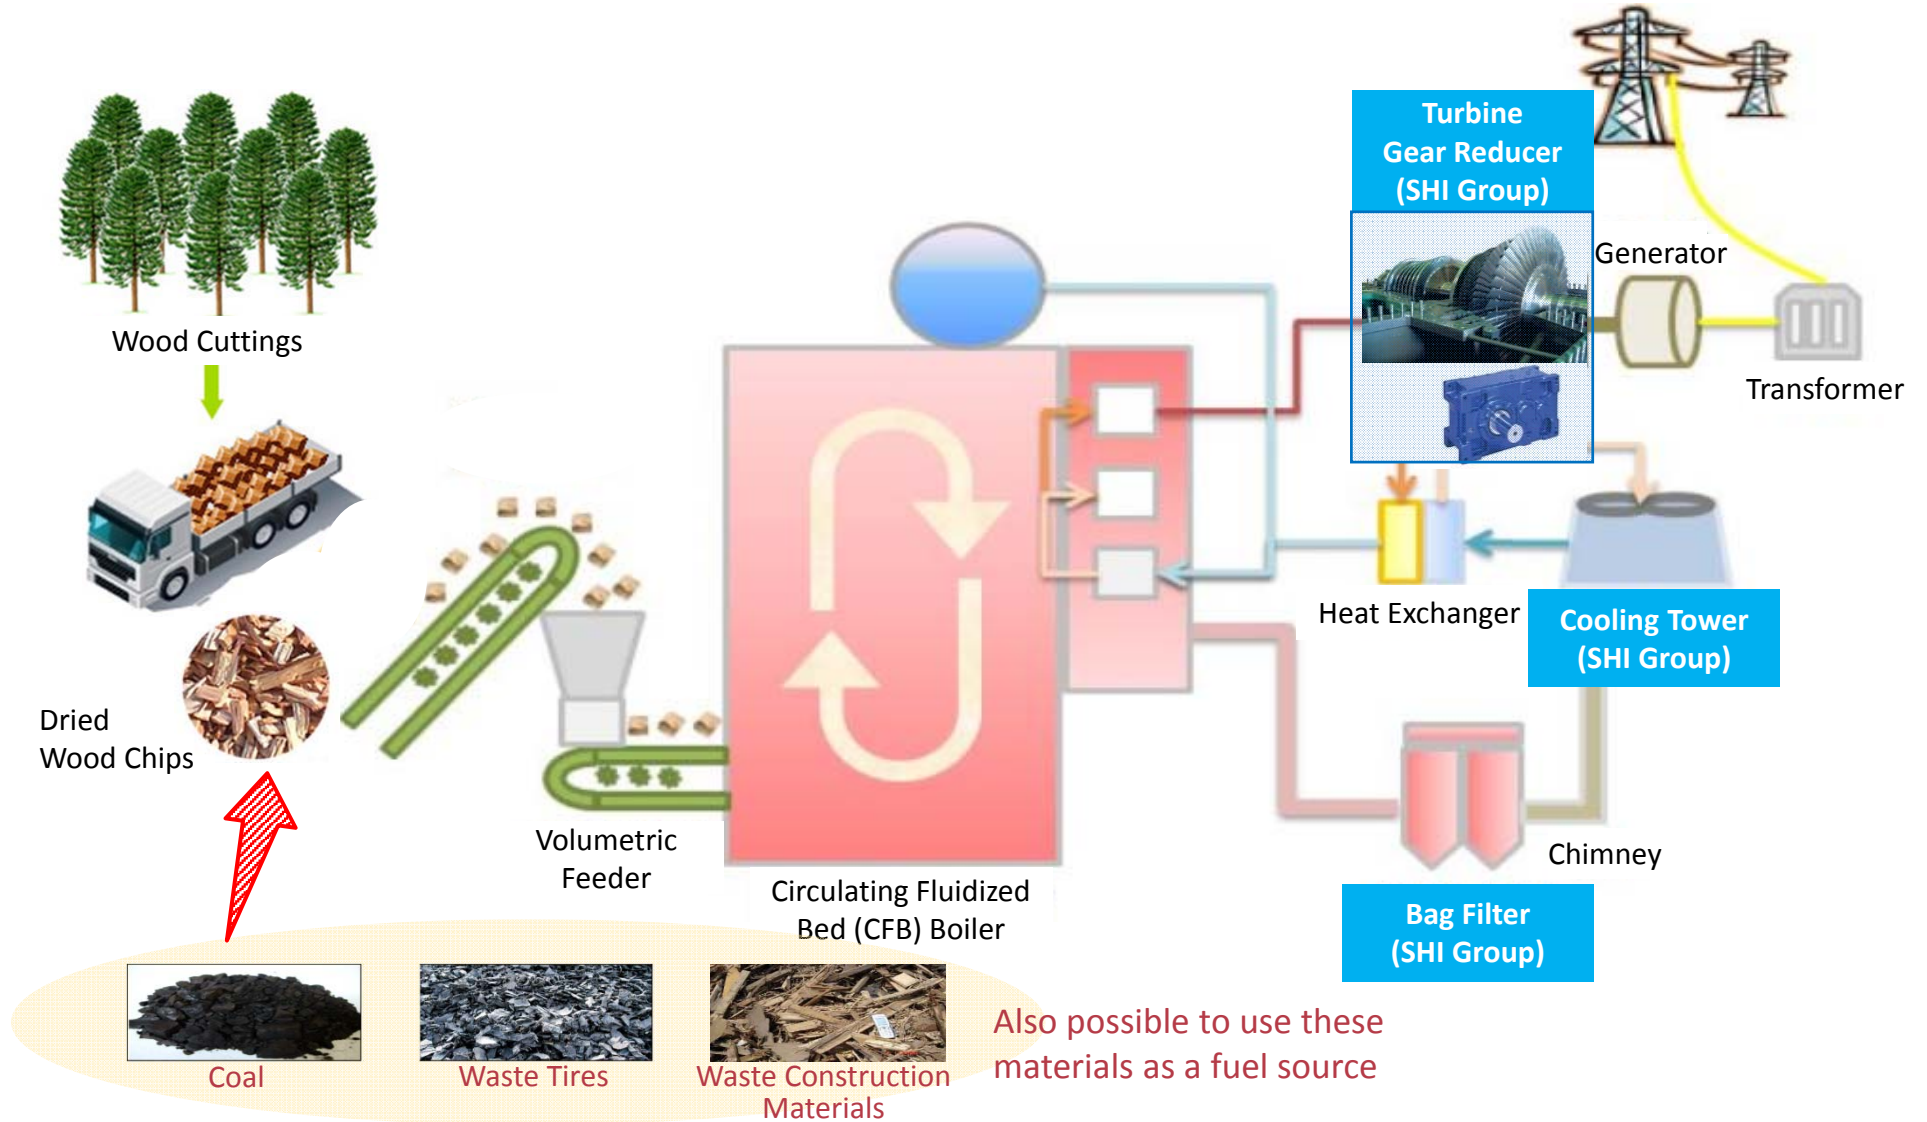 Turbine
Gear Reducer
(SHI Group)
Generator
Wood Cuttings
Transformer
Heat Exchanger
Cooling Tower
(SHI Group)
Dried
Wood Chips
Volumetric
Feeder
Chimney
Circulating Fluidized
Bed (CFB) Boiler
Bag Filter
(SHI Group)
Also possible to use these
materials as a fuel source
Coal
Waste Tires
Waste Construction
Materials